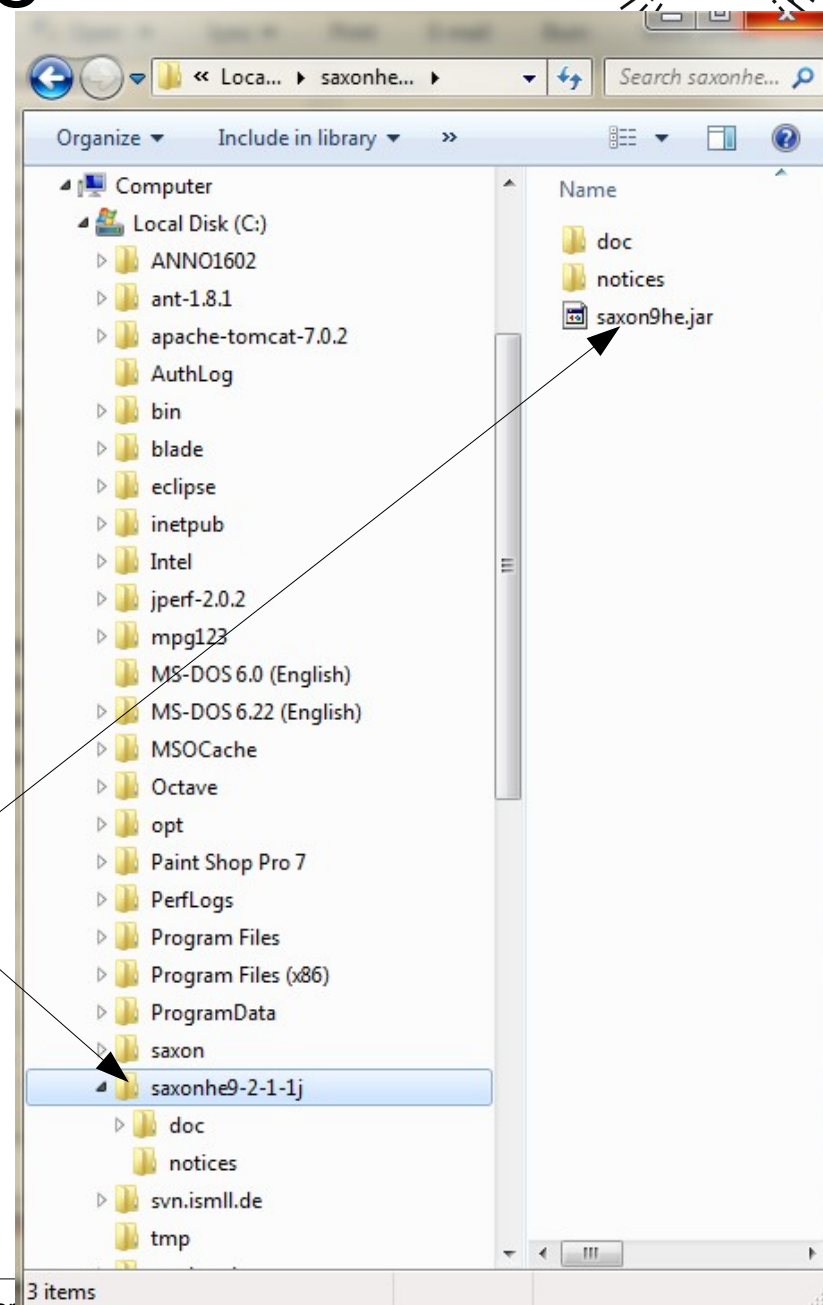 « Loca... saxonhe...
Search saxonhe...
Organize
Include in library
»
Computer
Local Disk (C:)
ANNO1602
ant-1.8.1
apache-tomcat-7.0.2
AuthLog
bin
blade
eclipse
inetpub
Intel
jperf-2.0.2
mpg123
MS-DOS 6.0 (English)
MS-DOS 6.22 (English)
MSOCache
Octave
opt
Paint Shop Pro 7
PerfLogs
Program Files
Program Files (x86)
ProgramData
saxon
saxonhe9-2-1-1j
doc
notices
svn.ismll.de
tmp
Name
doc
notices
saxon9he.jar
3 items